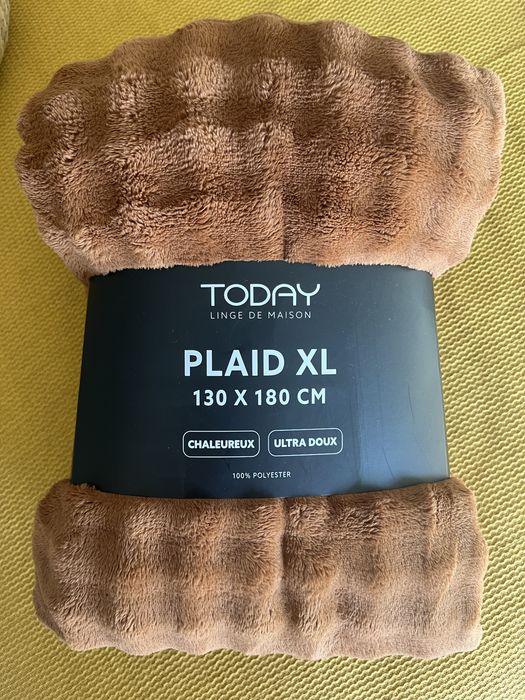 TODAY
LINGE DE MAISON
PLAID XL
130 X 180 CM
CHALEUREUX ULTRA DOUX
100% POLYESTER